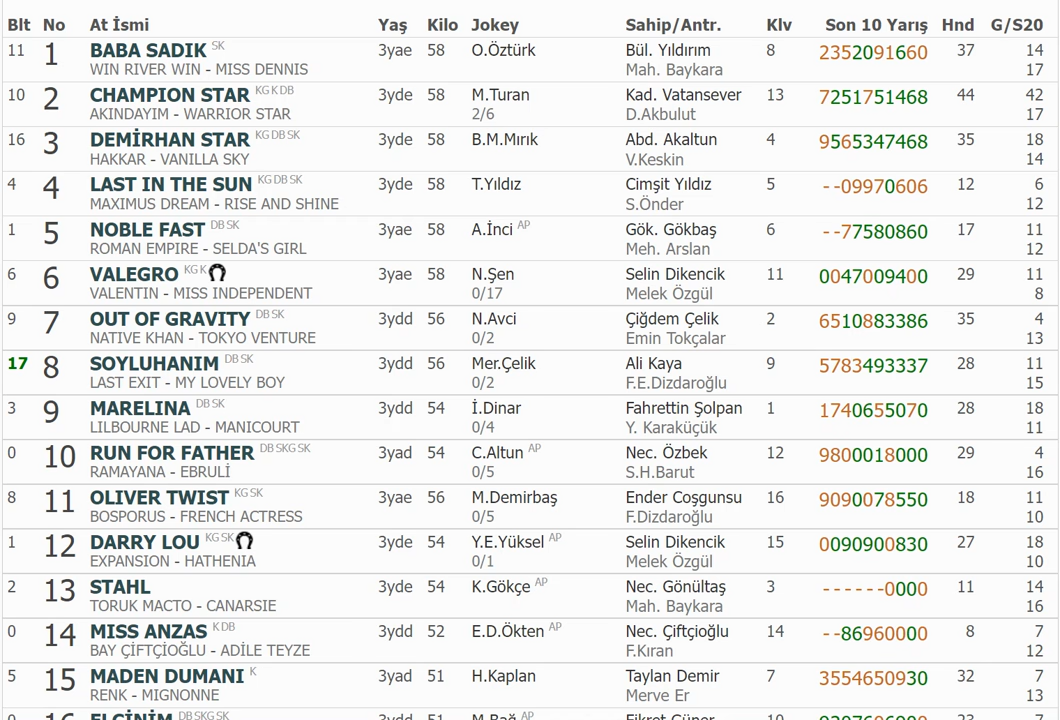 Blt No At İsmi Yaş Kilo Jokey Sahip/Antr. Klv Son 10 Yarış Hnd G/S20
11 1 BABA SADIK SK 3yae 58 O.Öztürk Bül. Yıldırım 8 2352091660 37 14
WIN RIVER WIN - MISS DENNIS Mah. Baykara 17
10 2 CHAMPION STAR KG K DB 3yde 58 M.Turan Kad. Vatansever 13 7251751468 44 42
AKINDAYIM - WARRIOR STAR 2/6 D.Akbulut 17
16 3 DEMİRHAN STAR KG DB SK 3yde 58 B.M.Mırık Abd. Akaltun 4 9565347468 35 18
HAKKAR - VANILLA SKY V.Keskin 14
4 4 LAST IN THE SUN KG DB SK 3yde 58 T.Yıldız Cimşit Yıldız 5 --09970606 12 6
MAXIMUS DREAM - RISE AND SHINE S.Önder 12
1 5 NOBLE FAST DB SK 3yae 58 A.İnci AP Gök. Gökbaş 6 --77580860 17 11
ROMAN EMPIRE - SELDA'S GIRL Meh. Arslan 12
6 6 VALEGRO KG K 3yae 58 N.Şen Selin Dikencik 11 0047009400 29 11
VALENTIN - MISS INDEPENDENT 0/17 Melek Özgül 8
9 7 OUT OF GRAVITY DB SK 3ydd 56 N.Avci Çiğdem Çelik 2 6510883386 35 4
NATIVE KHAN - TOKYO VENTURE 0/2 Emin Tokçalar 13
17 8 SOYLUHANIM DB SK 3ydd 56 Mer.Çelik Ali Kaya 9 5783493337 28 11
LAST EXIT - MY LOVELY BOY 0/2 F.E.Dizdaroğlu 15
3 9 MARELINA DB SK 3ydd 54 İ.Dinar Fahrettin Şolpan 1 1740655070 28 18
LILBOURNE LAD - MANICOURT 0/4 Y. Karaküçük 11
0 10 RUN FOR FATHER DB SKG SK 3yad 54 C.Altun AP Nec. Özbek 12 9800018000 29 4
RAMAYANA - EBRULİ 0/5 S.H.Barut 16
8 11 OLIVER TWIST KG SK 3yae 56 M.Demirbaş Ender Coşgunsu 16 9090078550 18 11
BOSPORUS - FRENCH ACTRESS 0/5 F.Dizdaroğlu 10
1 12 DARRY LOU KG SK 3yde 54 Y.E.Yüksel AP Selin Dikencik 15 0090900830 27 18
EXPANSION - HATHENIA 0/1 Melek Özgül 10
2 13 STAHL 3yde 54 K.Gökçe AP Nec. Gönültaş 3 ------0000 11 14
TORUK MACTO - CANARSIE Mah. Baykara 16
0 14 MISS ANZAS K DB 3ydd 52 E.D.Ökten AP Nec. Çiftçioğlu 14 --86960000 8 7
BAY ÇİFTÇİOĞLU - ADİLE TEYZE F.Kıran 12
5 15 MADEN DUMANI K 3yad 51 H.Kaplan Taylan Demir 7 3554650930 32 7
RENK - MIGNONNE Merve Er 13
0 16 ELÇİNİM DB SKG SK 3ydd 51 M.Bağ AP Fikret Güner 10 23 7